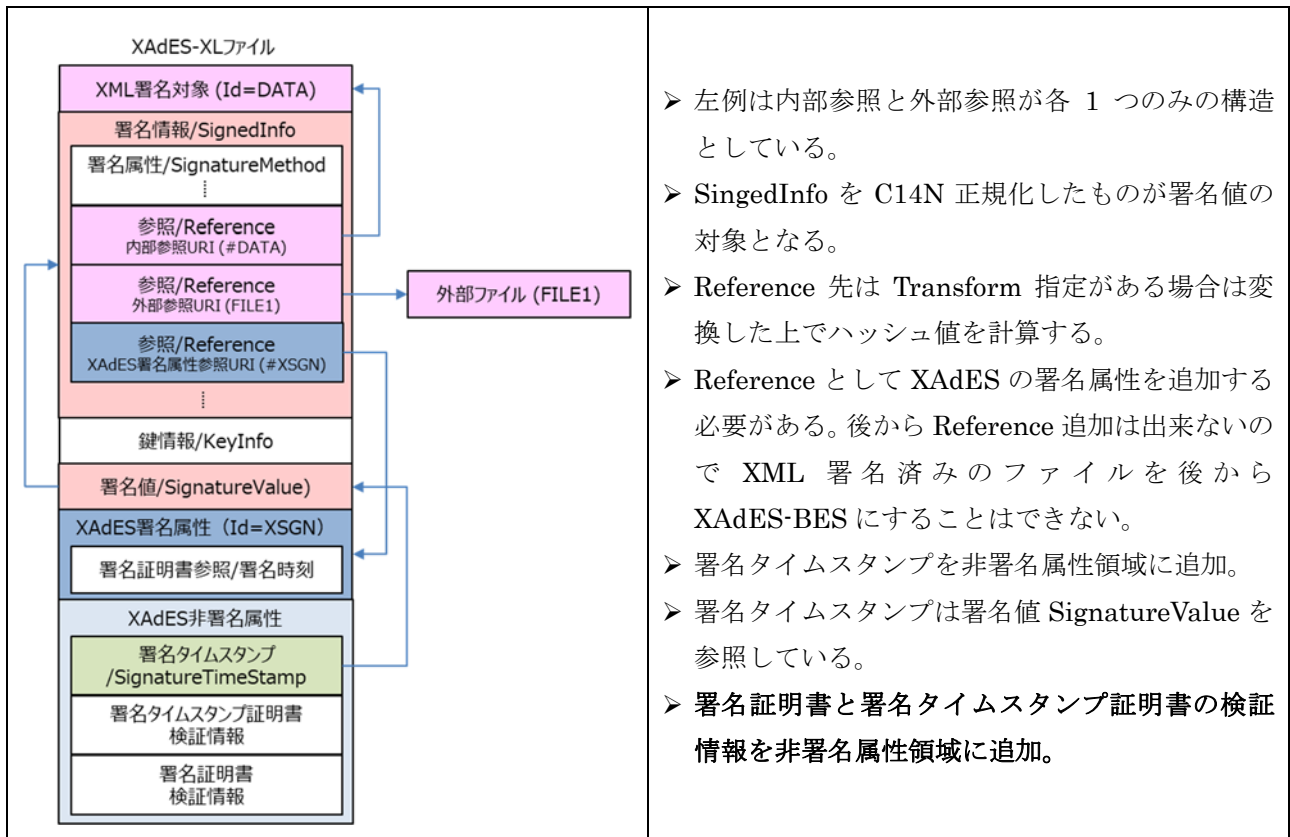 XAdES-XLファイル
XML署名対象 (Id=DATA)
署名情報/SignedInfo
署名属性/SignatureMethod
参照/Reference
内部参照URI (#DATA)
参照/Reference
外部参照URI (FILE1)
参照/Reference
XAdES署名属性参照URI (#XSGN)
鍵情報/KeyInfo
署名値/SignatureValue)
XAdES署名属性（Id=XSGN）
署名証明書参照/署名時刻
XAdES非署名属性
署名タイムスタンプ
/SignatureTimeStamp
署名タイムスタンプ証明書
検証情報
署名証明書
検証情報
外部ファイル (FILE1)
➢ 左例は内部参照と外部参照が各 1 つのみの構造
としている。
➢ SingedInfo を C14N 正規化したものが署名値の
対象となる。
➢ Reference 先は Transform 指定がある場合は変
換した上でハッシュ値を計算する。
➢ Reference として XAdES の署名属性を追加する
必要がある。後から Reference 追加は出来ないの
で XML 署名済みのファイルを後から
XAdES-BES にすることはできない。
➢ 署名タイムスタンプを非署名属性領域に追加。
➢ 署名タイムスタンプは署名値 SignatureValue を
参照している。
➢ 署名証明書と署名タイムスタンプ証明書の検証
情報を非署名属性領域に追加。